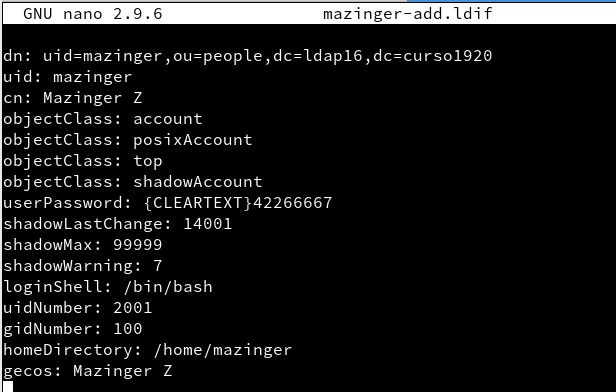 GNU nano 2.9.6 mazinger-add.ldif
dn: uid=mazinger,ou=people,dc=ldap16,dc=curso1920
uid: mazinger
cn: Mazinger Z
objectClass: account
objectClass: posixAccount
objectClass: top
objectClass: shadowAccount
userPassword: {CLEARTEXT}42266667
shadowLastChange: 14001
shadowMax: 99999
shadowWarning: 7
loginShell: /bin/bash
uidNumber: 2001
gidNumber: 100
homeDirectory: /home/mazinger
gecos: Mazinger Z